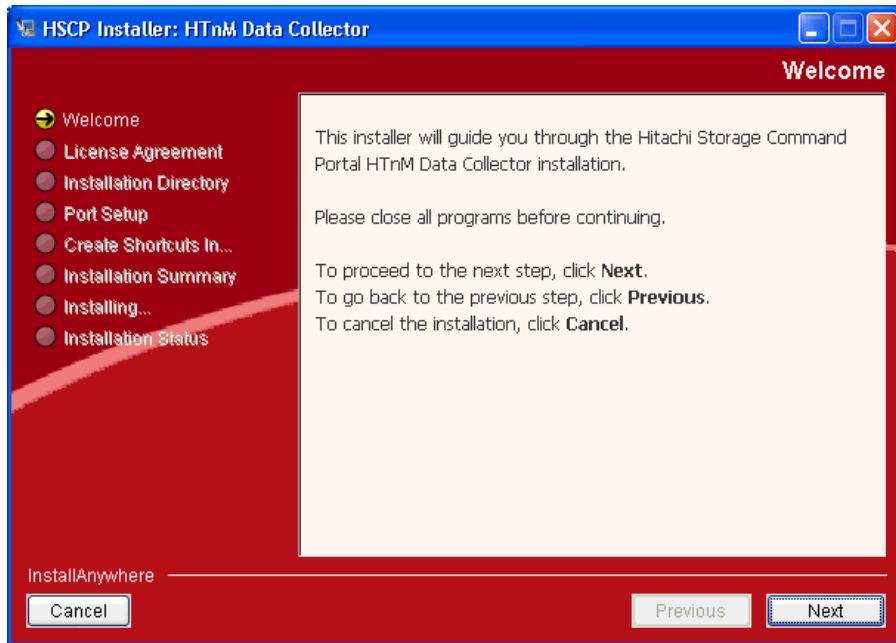 HSCP Installer: HTnM Data Collector
Welcome
Welcome
License Agreement
Installation Directory
Port Setup
Create Shortcuts In...
Installation Summary
Installing...
Installation Status
This installer will guide you through the Hitachi Storage Command
Portal HTnM Data Collector installation.
Please close all programs before continuing.
To proceed to the next step, click Next.
To go back to the previous step, click Previous.
To cancel the installation, click Cancel.
InstallAnywhere
Cancel
Previous
Next